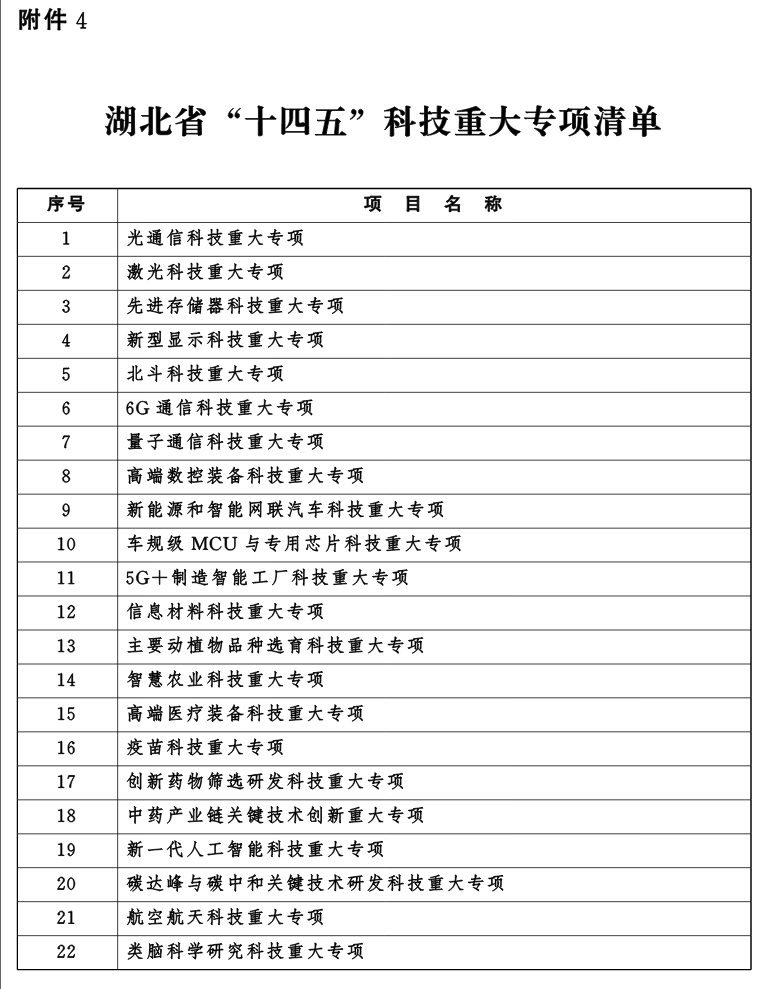 附件 4
湖北省“十四五”科技重大专项清单
序号 项目名称
1 光通信科技重大专项
2 激光科技重大专项
3 先进存储器科技重大专项
4 新型显示科技重大专项
5 北斗科技重大专项
6 6G 通信科技重大专项
7 量子通信科技重大专项
8 高端数控装备科技重大专项
9 新能源和智能网联汽车科技重大专项
10 车规级 MCU 与专用芯片科技重大专项
11 5G＋制造智能工厂科技重大专项
12 信息材料科技重大专项
13 主要动植物品种选育科技重大专项
14 智慧农业科技重大专项
15 高端医疗装备科技重大专项
16 疫苗科技重大专项
17 创新药物筛选研发科技重大专项
18 中药产业链关键技术创新重大专项
19 新一代人工智能科技重大专项
20 碳达峰与碳中和关键技术研发科技重大专项
21 航空航天科技重大专项
22 类脑科学研究科技重大专项